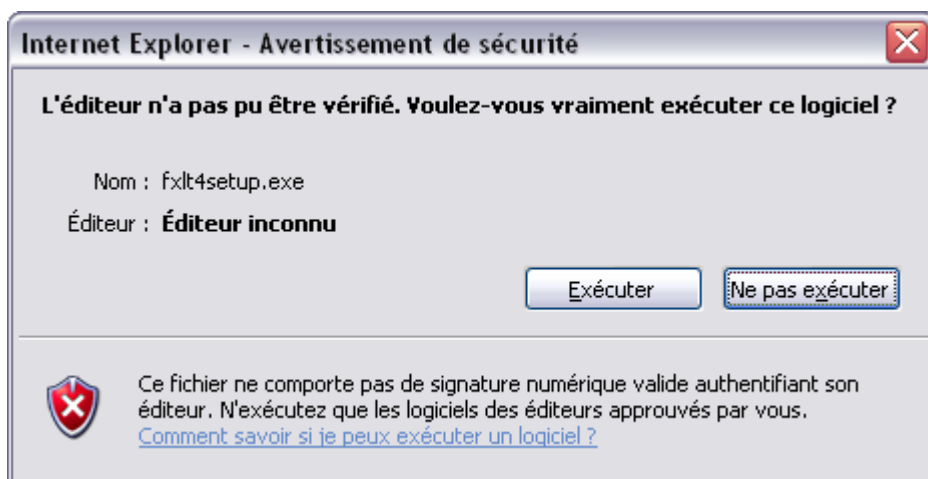 Internet Explorer - Avertissement de sécurité
L'éditeur n'a pas pu être vérifié. Voulez-vous vraiment exécuter ce logiciel ?
Nom : fxlt4setup.exe
Éditeur : Éditeur inconnu
Exécuter Ne pas exécuter
Ce fichier ne comporte pas de signature numérique valide authentifiant son
éditeur. N'exécutez que les logiciels des éditeurs approuvés par vous.
Comment savoir si je peux exécuter un logiciel ?